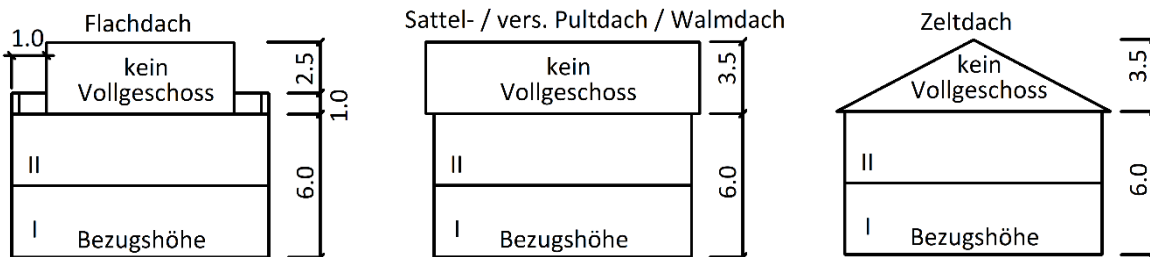 Flachdach
1.0
kein
Vollgeschoss
2.5
1.0
II
6.0
I
Bezugshöhe
Sattel- / vers. Pultdach / Walmdach
kein
Vollgeschoss
3.5
II
6.0
I
Bezugshöhe
Zeltdach
kein
Vollgeschoss
3.5
II
6.0
I
Bezugshöhe